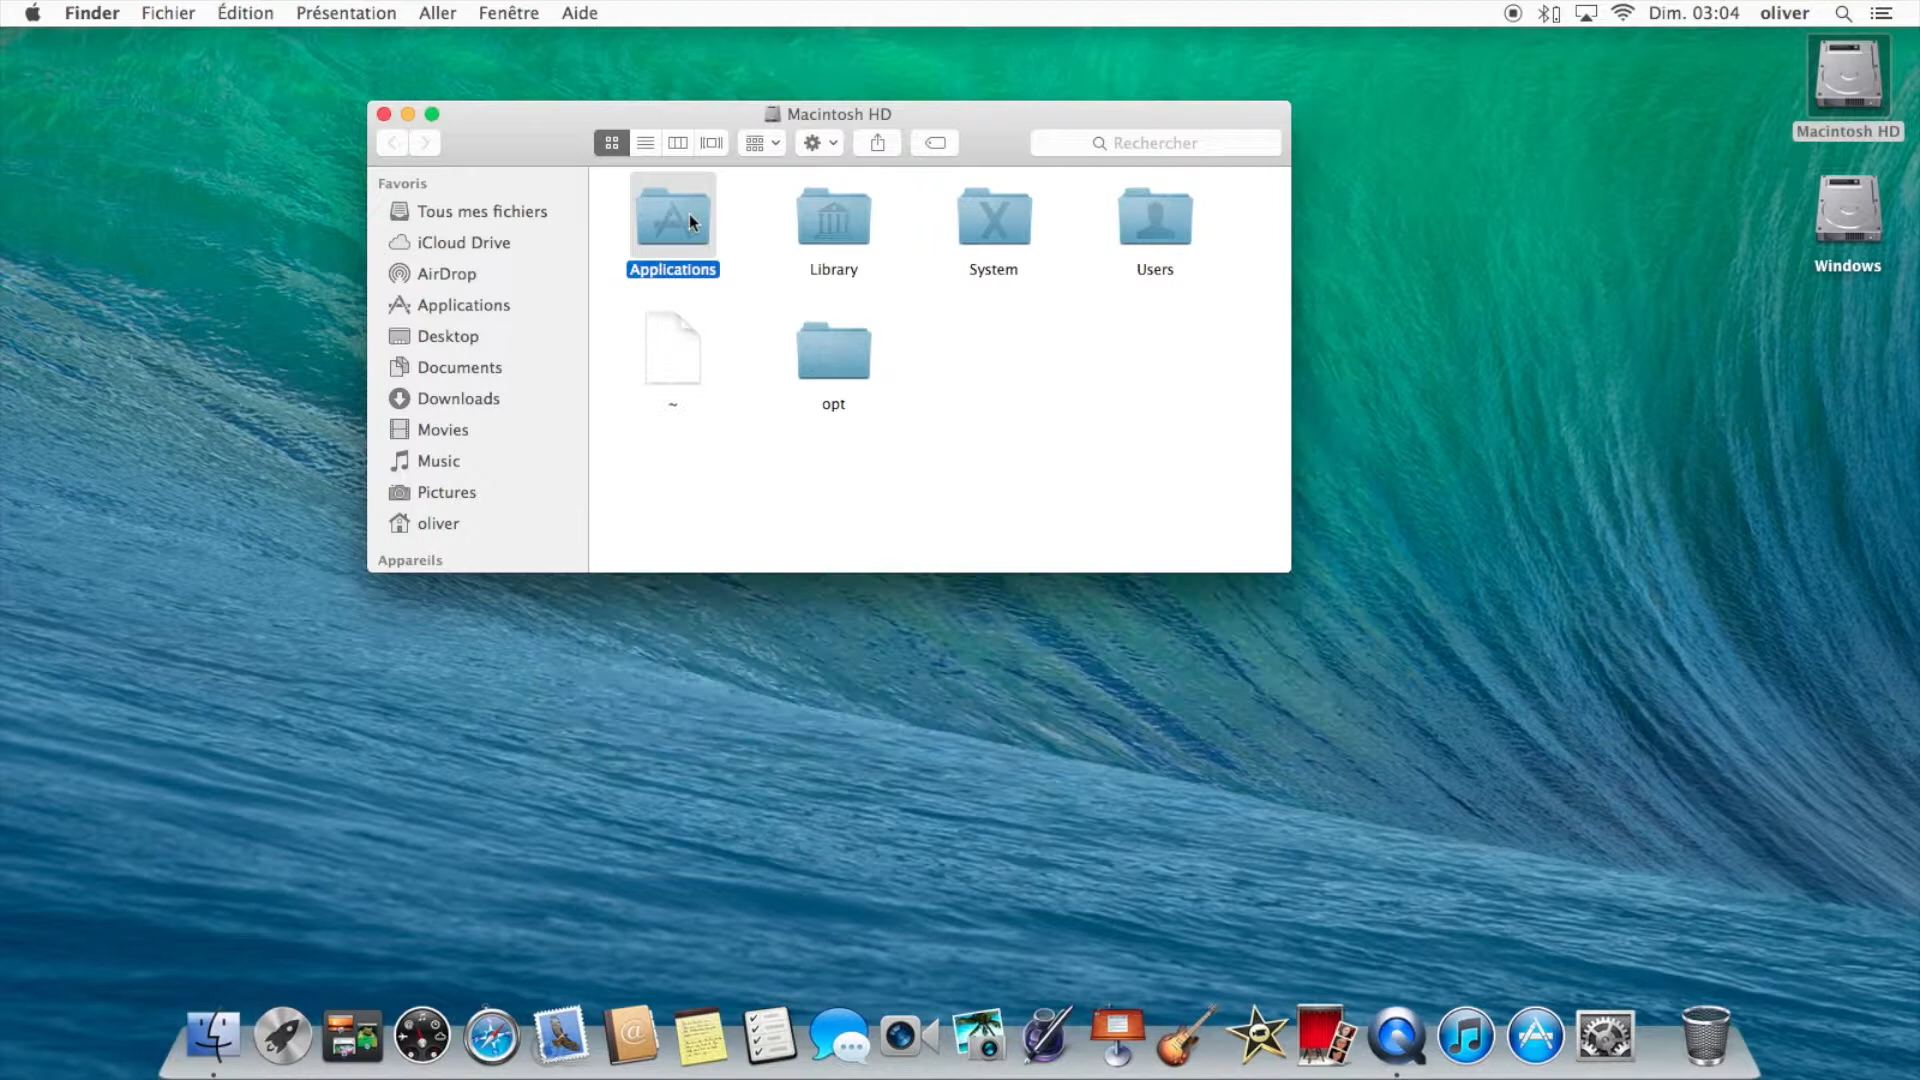 Finder Fichier Édition Présentation Aller Fenêtre Aide Dim. 03:04 oliver
Macintosh HD
Rechercher
Macintosh HD
Windows
Favoris
Tous mes fichiers
iCloud Drive
AirDrop
Applications
Desktop
Documents
Downloads
Movies
Music
Pictures
oliver
Appareils
Applications Library System Users
~ opt